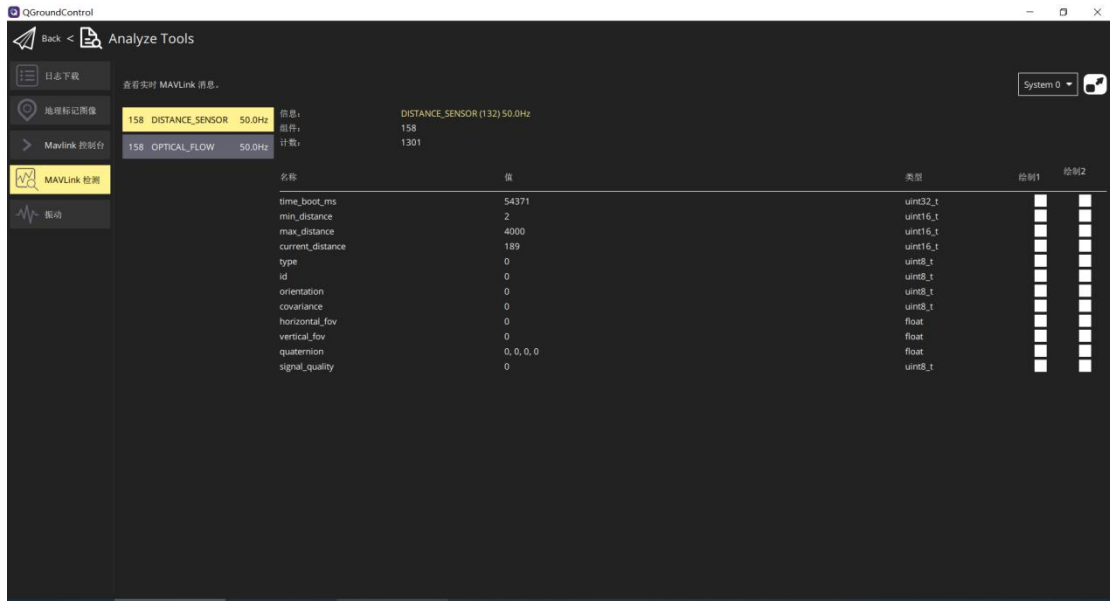 QGroundControl
Back < Analyze Tools
日志下载
地理标记图像
Mavlink 控制台
MAVLink 检测
振动
查看实时 MAVLink 消息。
System 0
158 DISTANCE_SENSOR 50.0Hz
158 OPTICAL_FLOW 50.0Hz
信息: DISTANCE_SENSOR (132) 50.0Hz
组件: 158
计数: 1301
名称 值 类型 绘制1 绘制2
time_boot_ms 54371 uint32_t
min_distance 2 uint16_t
max_distance 4000 uint16_t
current_distance 189 uint16_t
type 0 uint8_t
id 0 uint8_t
orientation 0 uint8_t
covariance 0 uint8_t
horizontal_fov 0 float
vertical_fov 0 float
quaternion 0, 0, 0, 0 float
signal_quality 0 uint8_t